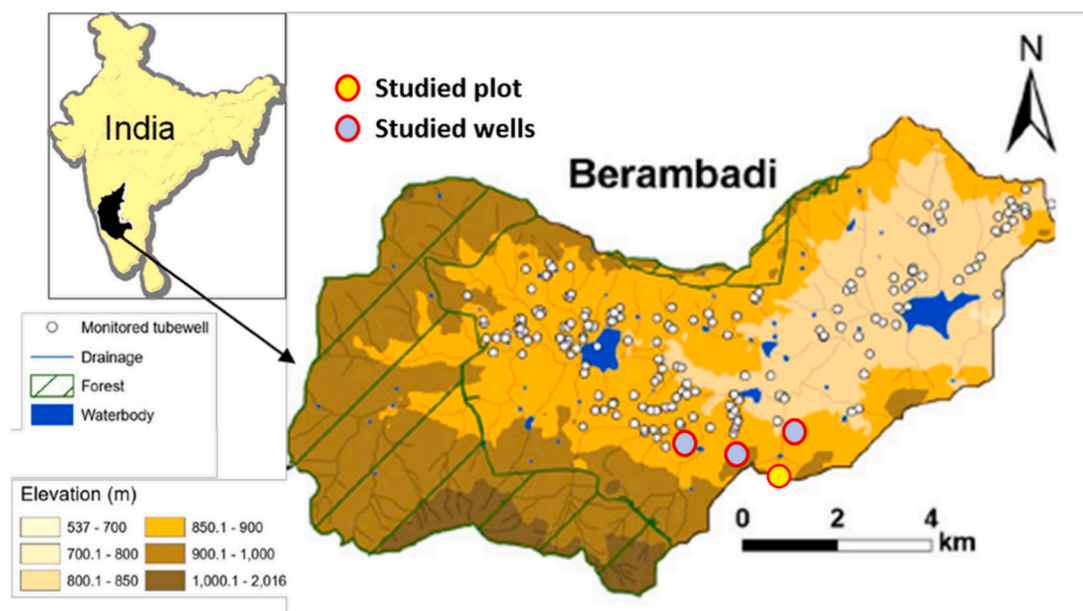 India
Studied plot
Studied wells
N
Berambadi
Monitored tubewell
Drainage
Forest
Waterbody
Elevation (m)
537 - 700
700.1 - 800
800.1 - 850
850.1 - 900
900.1 - 1,000
1,000.1 - 2,016
0 2 4
km